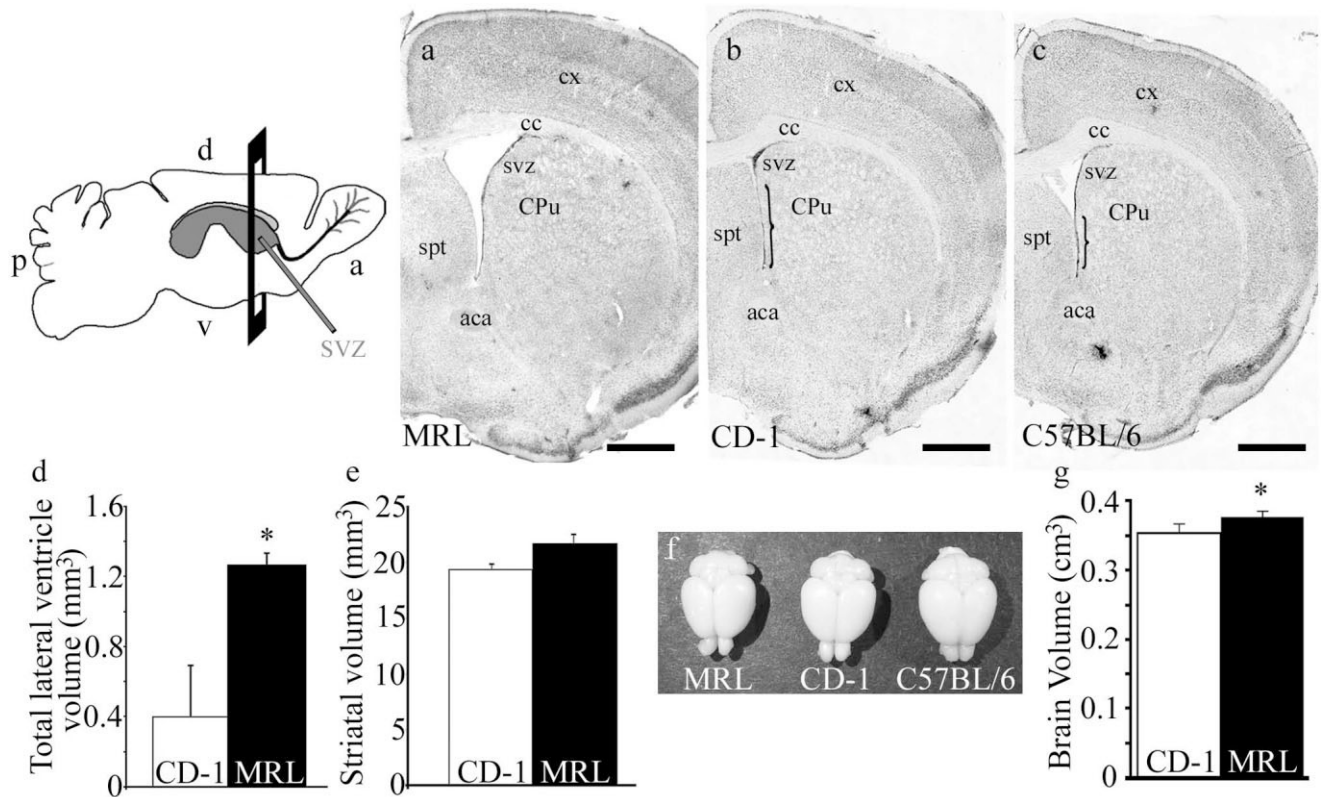 d
p
a
v
SVZ
a
cx
cc
svz
CPu
spt
aca
MRL
b
cx
cc
svz
CPu
spt
aca
CD-1
c
cx
cc
svz
CPu
spt
aca
C57BL/6
d
Total lateral ventricle
volume (mm³)
1.6
1.2
0.8
0.4
0
*
CD-1 MRL
e
Striatal volume (mm³)
25
20
15
10
5
0
CD-1 MRL
f
MRL CD-1 C57BL/6
g
Brain Volume (cm³)
0.4
0.3
0.2
0.1
0
*
CD-1 MRL